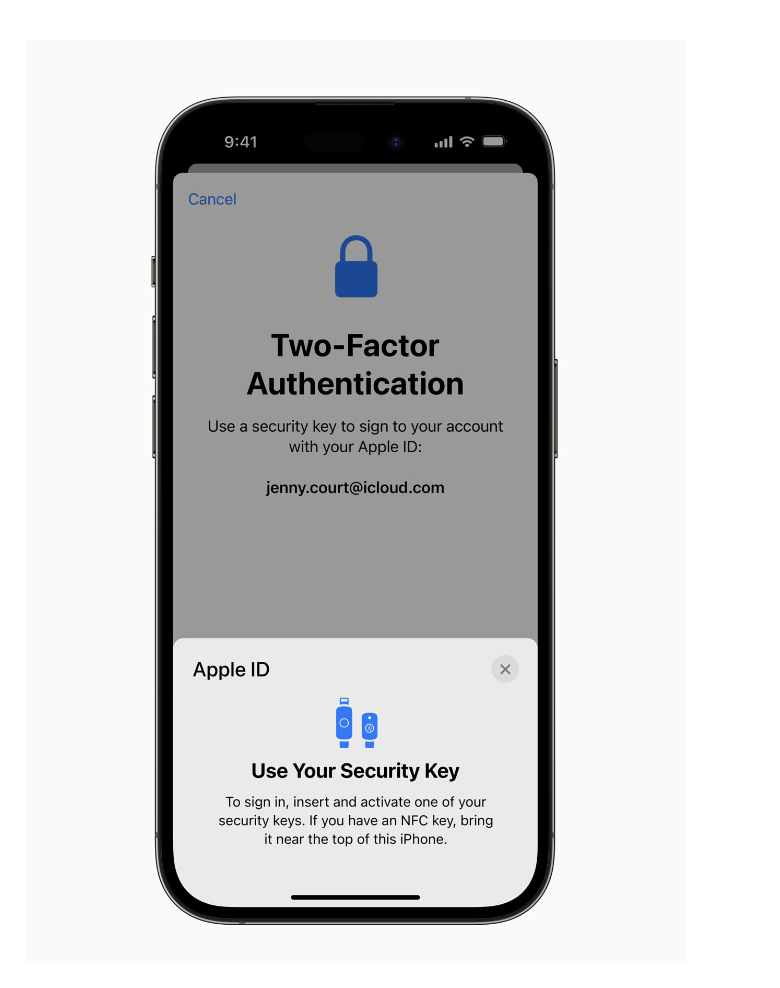 9:41
Cancel
Two-Factor
Authentication
Use a security key to sign to your account
with your Apple ID:
jenny.court@icloud.com
Apple ID
Use Your Security Key
To sign in, insert and activate one of your
security keys. If you have an NFC key, bring
it near the top of this iPhone.